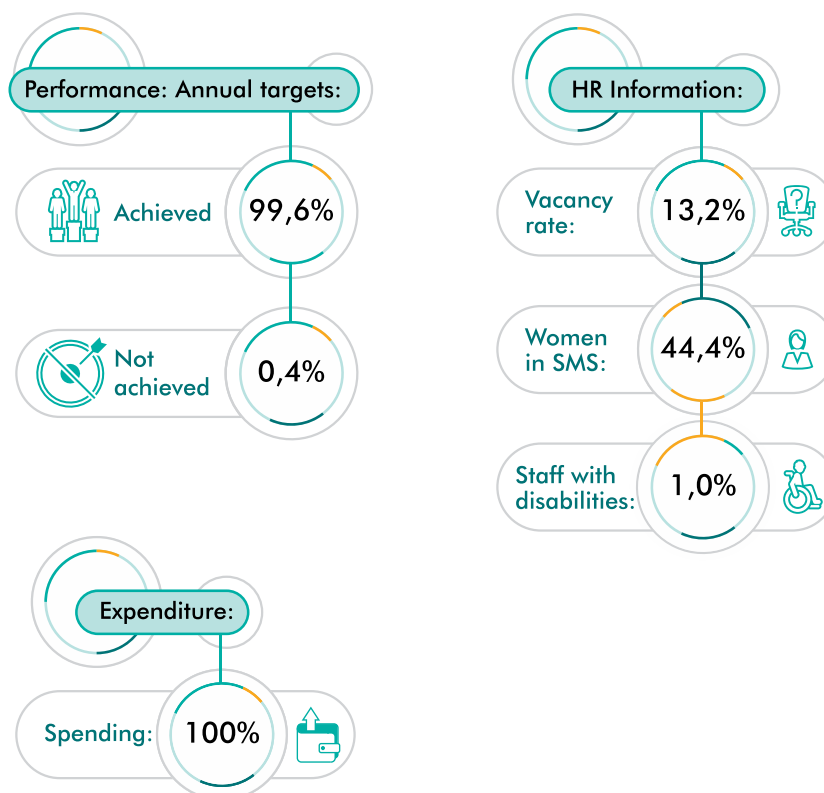 Performance: Annual targets:
Achieved
99,6%
Not
achieved
0,4%
HR Information:
Vacancy
rate:
13,2%
?
Women
in SMS:
44,4%
Staff with
disabilities:
1,0%
Expenditure:
Spending:
100%